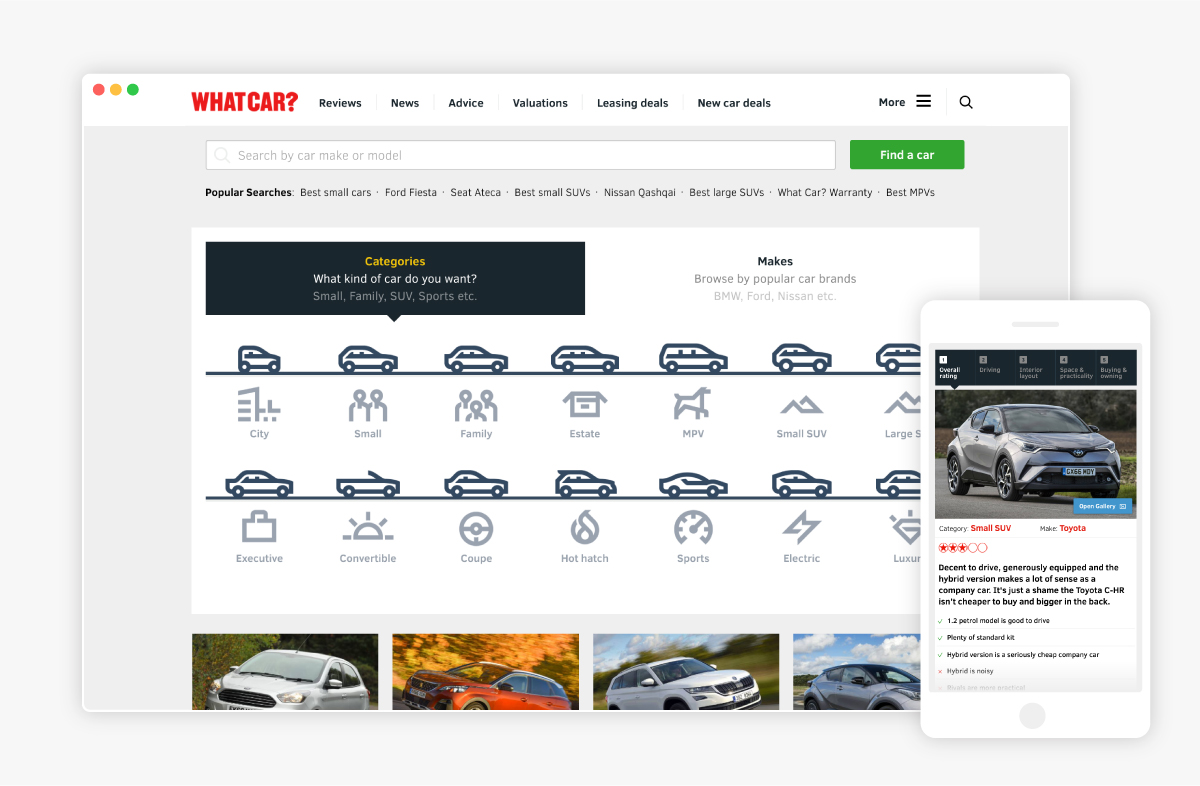 WHAT CAR?
Reviews
News
Advice
Valuations
Leasing deals
New car deals
More
Search by car make or model
Find a car
Popular Searches: Best small cars · Ford Fiesta · Seat Ateca · Best small SUVs · Nissan Qashqai · Best large SUVs · What Car? Warranty · Best MPVs
Categories
What kind of car do you want?
Small, Family, SUV, Sports etc.
Makes
Browse by popular car brands
BMW, Ford, Nissan etc.
City
Small
Family
Estate
MPV
Small SUV
Large S
Executive
Convertible
Coupe
Hot hatch
Sports
Electric
Luxur
1
Overall
rating
2
Driving
3
Interior
layout
4
Space &
practicality
5
Buying &
owning
GX66 MDY
Open Gallery
Category: Small SUV
Make: Toyota
Decent to drive, generously equipped and the
hybrid version makes a lot of sense as a
company car. It's just a shame the Toyota C-HR
isn't cheaper to buy and bigger in the back.
1.2 petrol model is good to drive
Plenty of standard kit
Hybrid version is a seriously cheap company car
Hybrid is noisy
Rivals are more practical